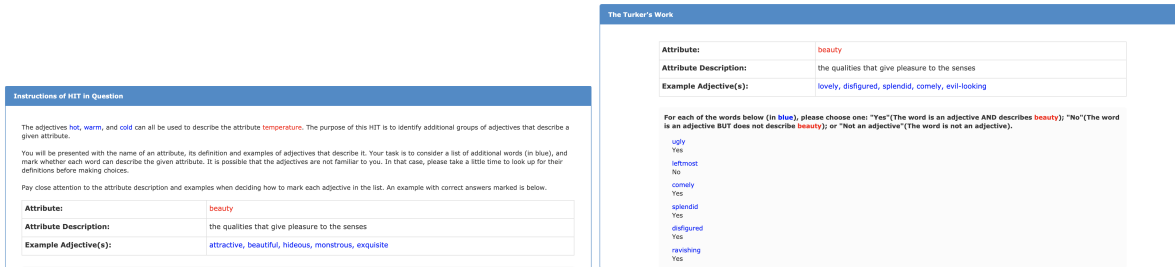 Instructions of HIT in Question
The adjectives hot, warm, and cold can all be used to describe the attribute temperature. The purpose of this HIT is to identify additional groups of adjectives that describe a
given attribute.
You will be presented with the name of an attribute, its definition and examples of adjectives that describe it. Your task is to consider a list of additional words (in blue), and
mark whether each word can describe the given attribute. It is possible that the adjectives are not familiar to you. In that case, please take a little time to look up for their
definitions before making choices.
Pay close attention to the attribute description and examples when deciding how to mark each adjective in the list. An example with correct answers marked is below.
Attribute: beauty
Attribute Description: the qualities that give pleasure to the senses
Example Adjective(s): attractive, beautiful, hideous, monstrous, exquisite
The Turker's Work
Attribute: beauty
Attribute Description: the qualities that give pleasure to the senses
Example Adjective(s): lovely, disfigured, splendid, comely, evil-looking
For each of the words below (in blue), please choose one: "Yes"(The word is an adjective AND describes beauty); "No"(The word
is an adjective BUT does not describe beauty); or "Not an adjective"(The word is not an adjective).
ugly
Yes
leftmost
No
comely
Yes
splendid
Yes
disfigured
Yes
ravishing
Yes